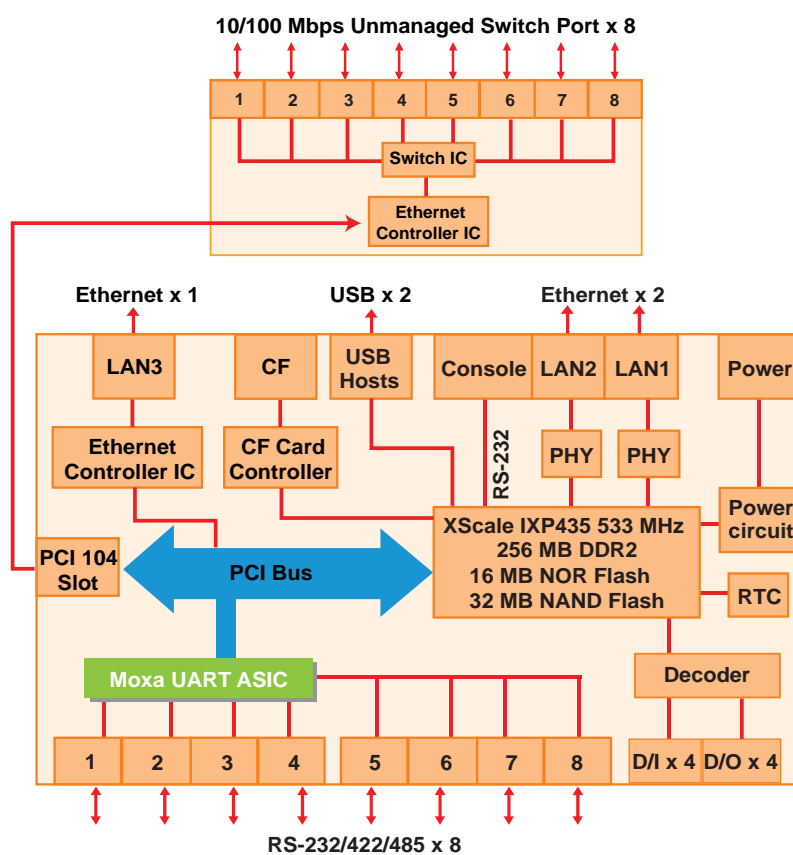 10/100 Mbps Unmanaged Switch Port x 8
1 2 3 4 5 6 7 8
Switch IC
Ethernet
Controller IC
Ethernet x 1
USB x 2
Ethernet x 2
LAN3
CF
USB
Hosts
Console
LAN2
LAN1
Power
Ethernet
Controller IC
CF Card
Controller
RS-232
PHY
PHY
XScale IXP435 533 MHz
256 MB DDR2
16 MB NOR Flash
32 MB NAND Flash
Power
circuit
PCI 104
Slot
PCI Bus
RTC
Moxa UART ASIC
Decoder
1 2 3 4 5 6 7 8
D/I x 4
D/O x 4
RS-232/422/485 x 8